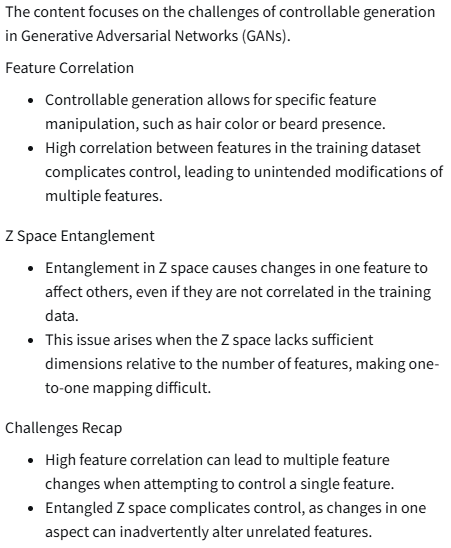 The content focuses on the challenges of controllable generation
in Generative Adversarial Networks (GANs).
Feature Correlation
• Controllable generation allows for specific feature
manipulation, such as hair color or beard presence.
• High correlation between features in the training dataset
complicates control, leading to unintended modifications of
multiple features.
Z Space Entanglement
• Entanglement in Z space causes changes in one feature to
affect others, even if they are not correlated in the training
data.
• This issue arises when the Z space lacks sufficient
dimensions relative to the number of features, making one-
to-one mapping difficult.
Challenges Recap
• High feature correlation can lead to multiple feature
changes when attempting to control a single feature.
• Entangled Z space complicates control, as changes in one
aspect can inadvertently alter unrelated features.